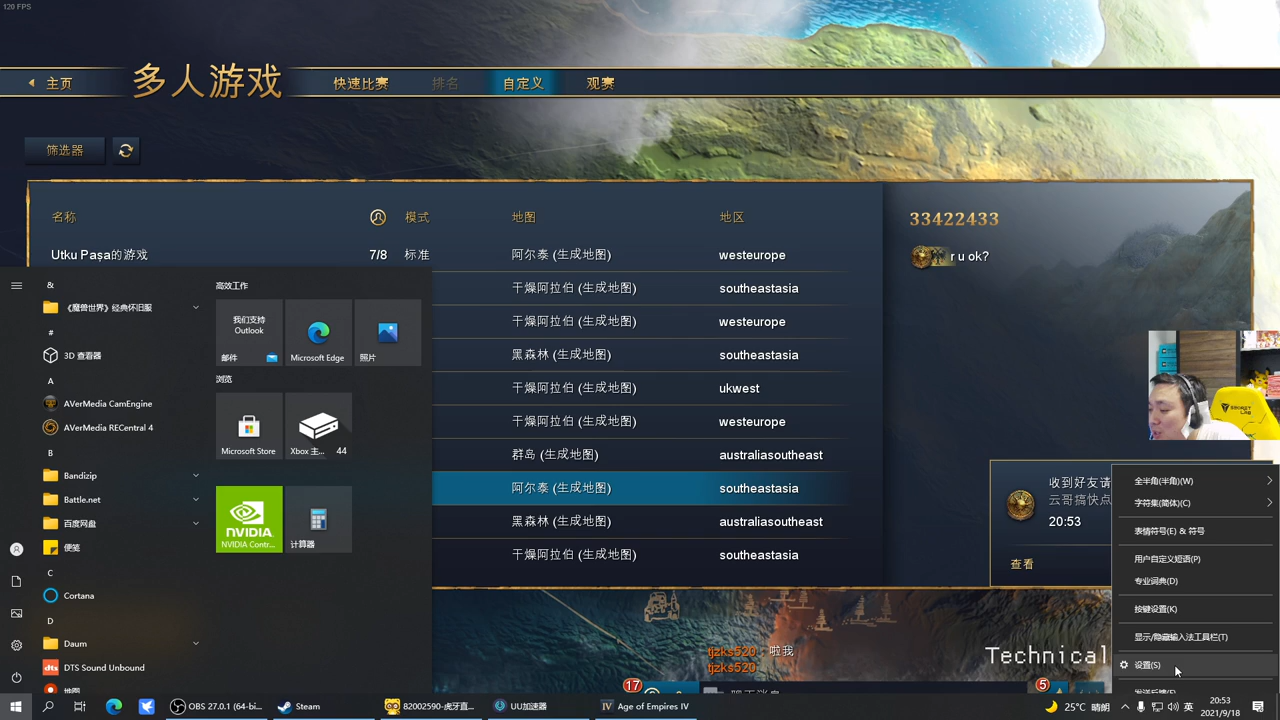 120 FPS
主页
多人游戏
快速比赛
排名
自定义
观赛
筛选器
名称
模式
地图
地区
Utku Paşa的游戏
7/8
标准
阿尔泰 (生成地图)
westeurope
干燥阿拉伯 (生成地图)
southeastasia
干燥阿拉伯 (生成地图)
westeurope
黑森林 (生成地图)
southeastasia
干燥阿拉伯 (生成地图)
ukwest
干燥阿拉伯 (生成地图)
westeurope
群岛 (生成地图)
australiasoutheast
阿尔泰 (生成地图)
southeastasia
黑森林 (生成地图)
australiasoutheast
干燥阿拉伯 (生成地图)
southeastasia
33422433
r u ok?
&
《魔兽世界》经典怀旧服
#
3D 查看器
A
AVerMedia CamEngine
AVerMedia RECentral 4
B
Bandizip
Battle.net
百度网盘
便笺
C
Cortana
D
Daum
DTS Sound Unbound
地图
高效工作
我们支持
Outlook
邮件
Microsoft Edge
照片
浏览
Microsoft Store
Xbox 主...
44
NVIDIA
NVIDIA Contr...
计算器
收到好友请
云哥搞快点
20:53
查看
全半角(半角)(W)
字符集(简体)(C)
表情符号(E) & 符号
用户自定义短语(P)
专业词典(D)
按键设置(K)
显示/隐藏输入法工具栏(T)
设置(S)
tjzks520
啦我
tjzks520
17
5
Technical
OBS 27.0.1 (64-bi...
Steam
82002590-虎牙直...
UU加速器
Age of Empires IV
25°C 晴朗
英
20:53
2021/9/18